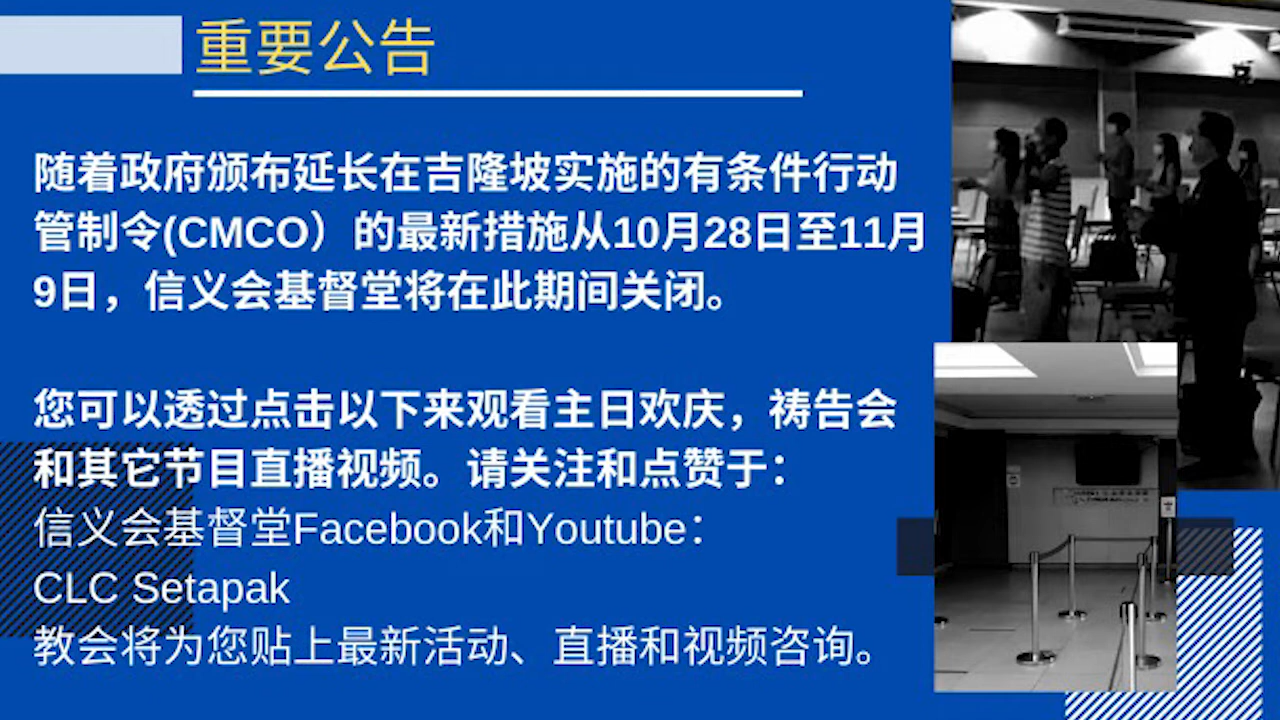 重要公告
随着政府颁布延长在吉隆坡实施的有条件行动
管制令(CMCO）的最新措施从10月28日至11月
9日，信义会基督堂将在此期间关闭。
您可以透过点击以下来观看主日欢庆，祷告会
和其它节目直播视频。请关注和点赞于：
信义会基督堂Facebook和Youtube：
CLC Setapak
教会将为您贴上最新活动、直播和视频咨询。